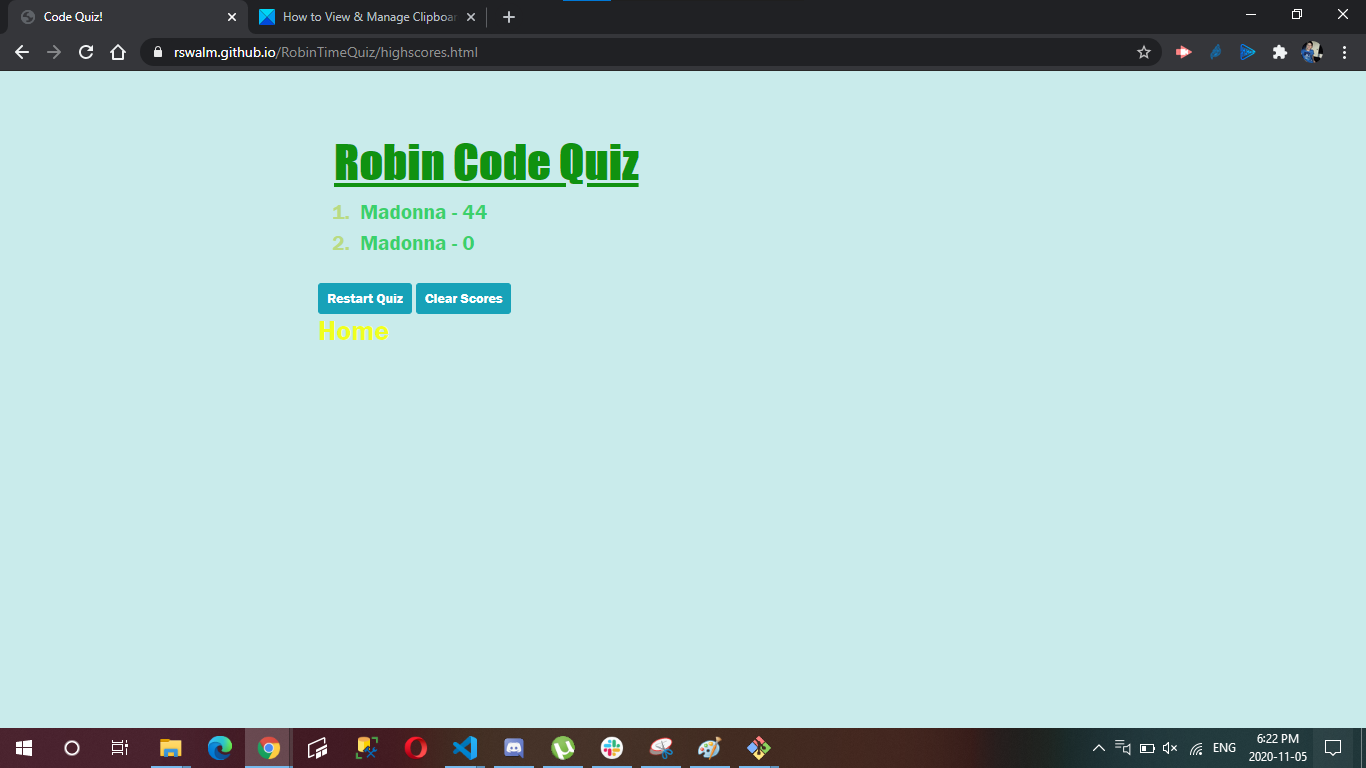 Code Quiz!
How to View & Manage Clipboar
rswalm.github.io/RobinTimeQuiz/highscores.html
Robin Code Quiz
1. Madonna - 44
2. Madonna - 0
Restart Quiz Clear Scores
Home
ENG
6:22 PM
2020-11-05